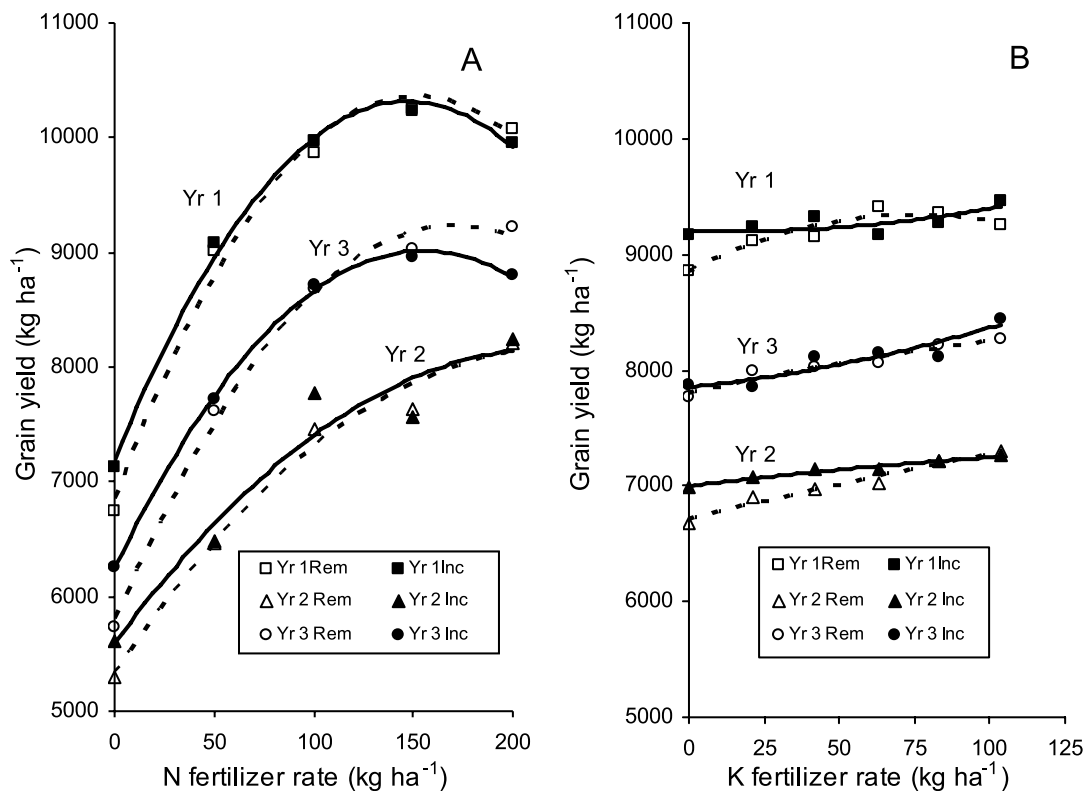 A
11000
10000
9000
8000
7000
6000
5000
Grain yield (kg ha⁻¹)
Yr 1
Yr 3
Yr 2
Yr 1Rem
Yr 1Inc
Yr 2 Rem
Yr 2 Inc
Yr 3 Rem
Yr 3 Inc
0 50 100 150 200
N fertilizer rate (kg ha⁻¹)
B
11000
10000
9000
8000
7000
6000
5000
Grain yield (kg ha⁻¹)
Yr 1
Yr 3
Yr 2
Yr 1Rem
Yr 1Inc
Yr 2 Rem
Yr 2 Inc
Yr 3 Rem
Yr 3 Inc
0 25 50 75 100 125
K fertilizer rate (kg ha⁻¹)